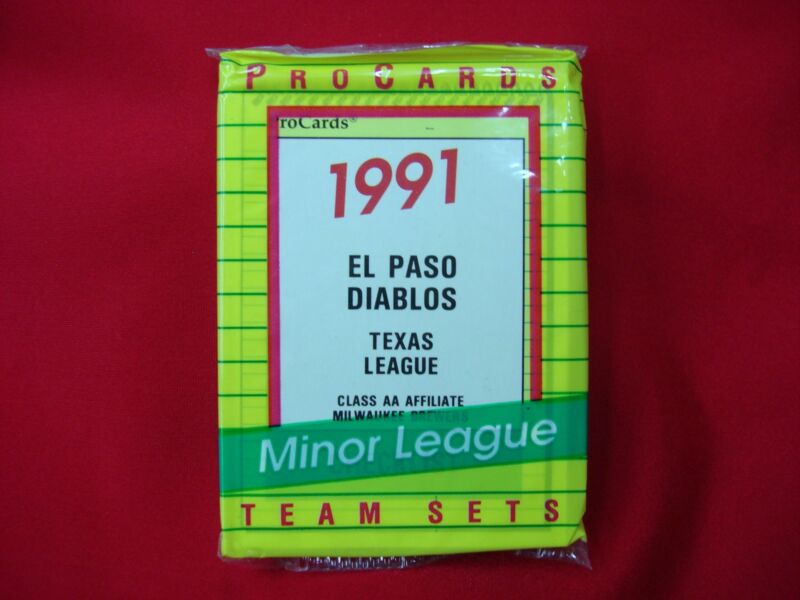 PROCARDS
roCards®
1991
EL PASO
DIABLOS
TEXAS
LEAGUE
CLASS AA AFFILIATE
MILWAUKEE BREWERS
Minor League
TEAM SETS